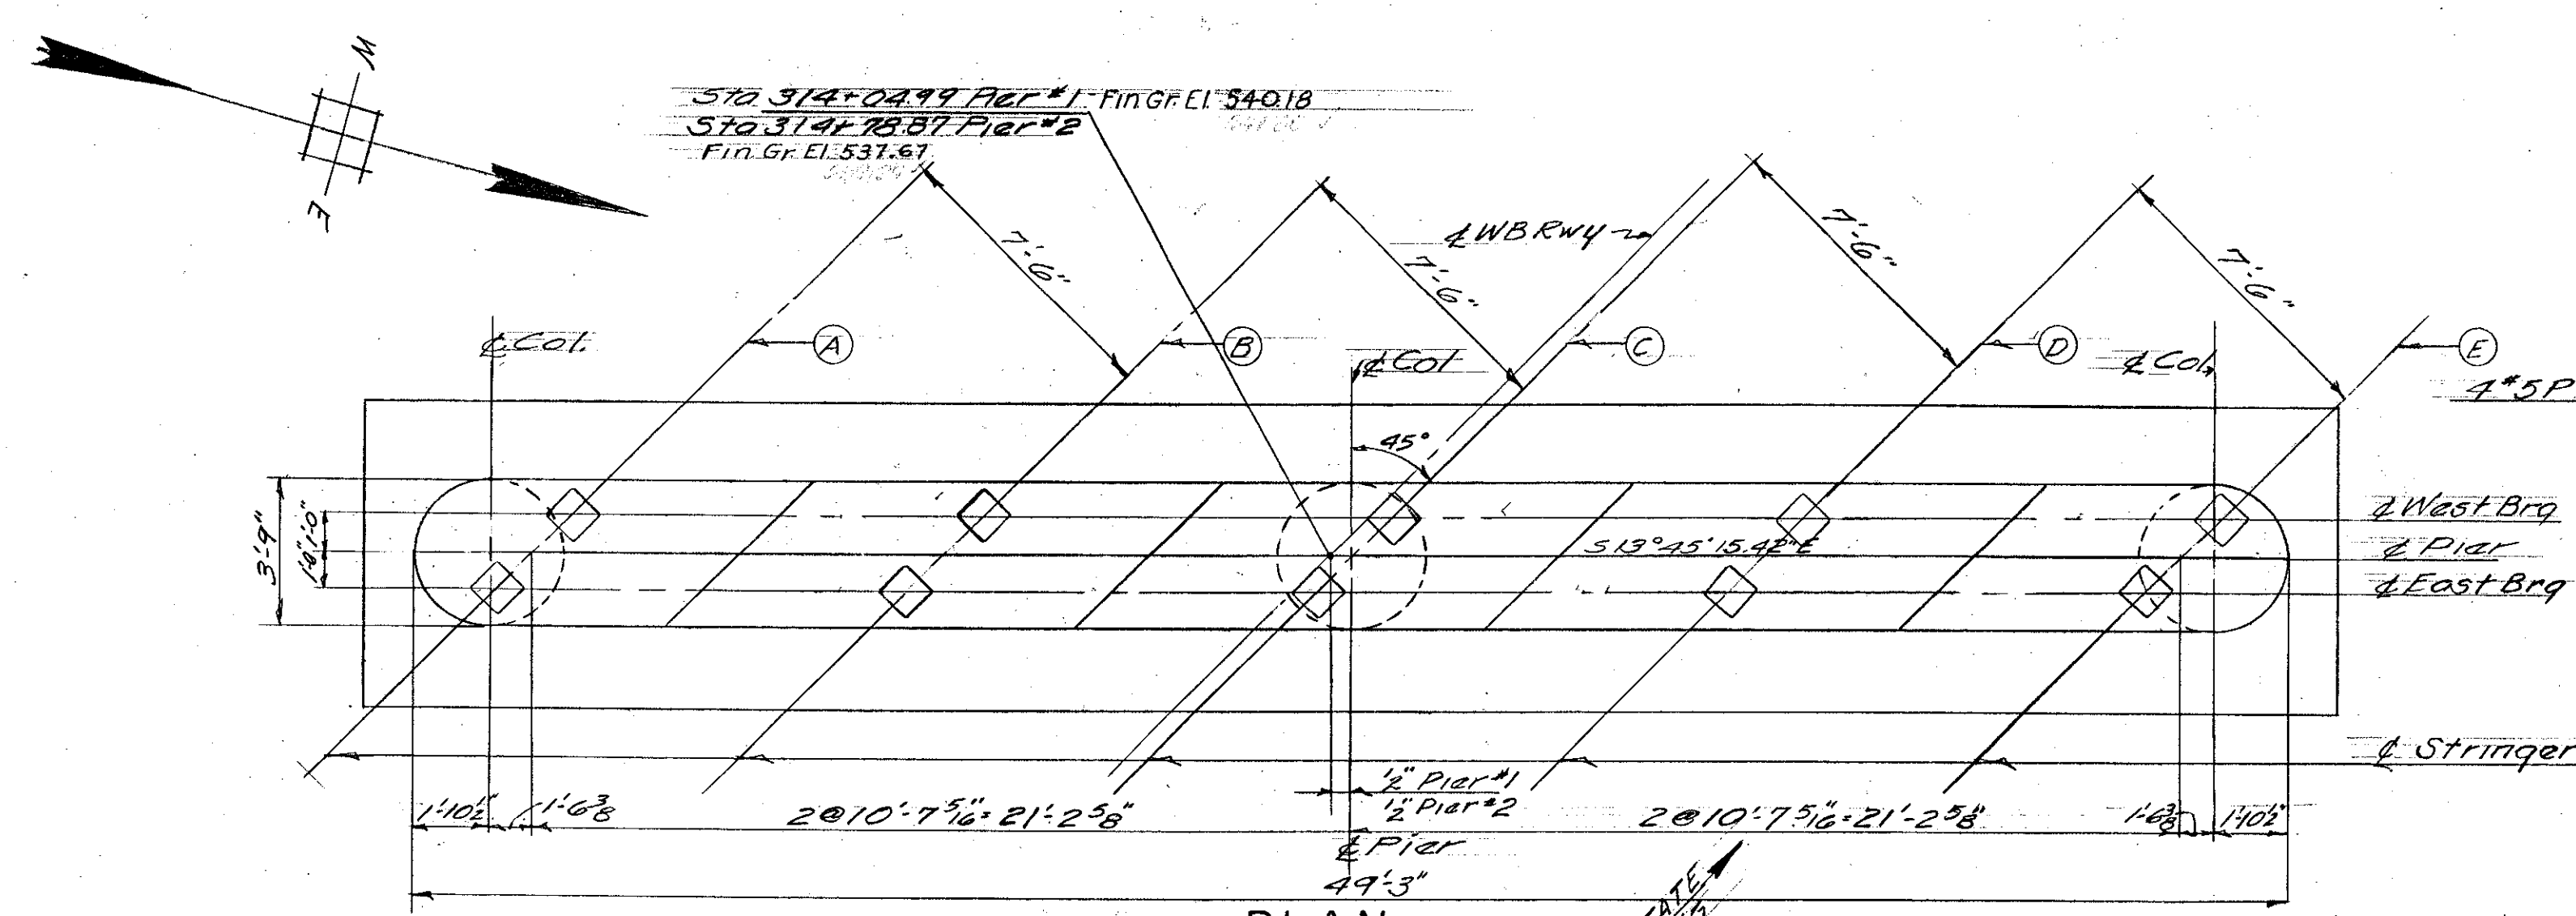 W
E
Sta 314+04.99 Pier #1 Fin Gr. El. 540.18
Sta 314+78.87 Pier #2
Fin Gr El 537.67
7'-6"
7'-6"
7'-6"
7'-6"
℄ WB Rwy
℄ Col.
A
B
℄ Col
C
D
℄ Col.
E
4 #5 P
45°
3'-9"
1'-0"
1'-0"
S 13° 45' 15.42" E
℄ West Brg
℄ Pier
℄ East Brg
℄ Stringer
1'-10½"
1'-6⅜
2@10'-7 5/16"=21'-2⅝"
½" Pier #1
½" Pier #2
2@10'-7 5/16=21'-2⅝"
1'-6⅜"
1'-10½"
℄ Pier
49'-3"
PLAN